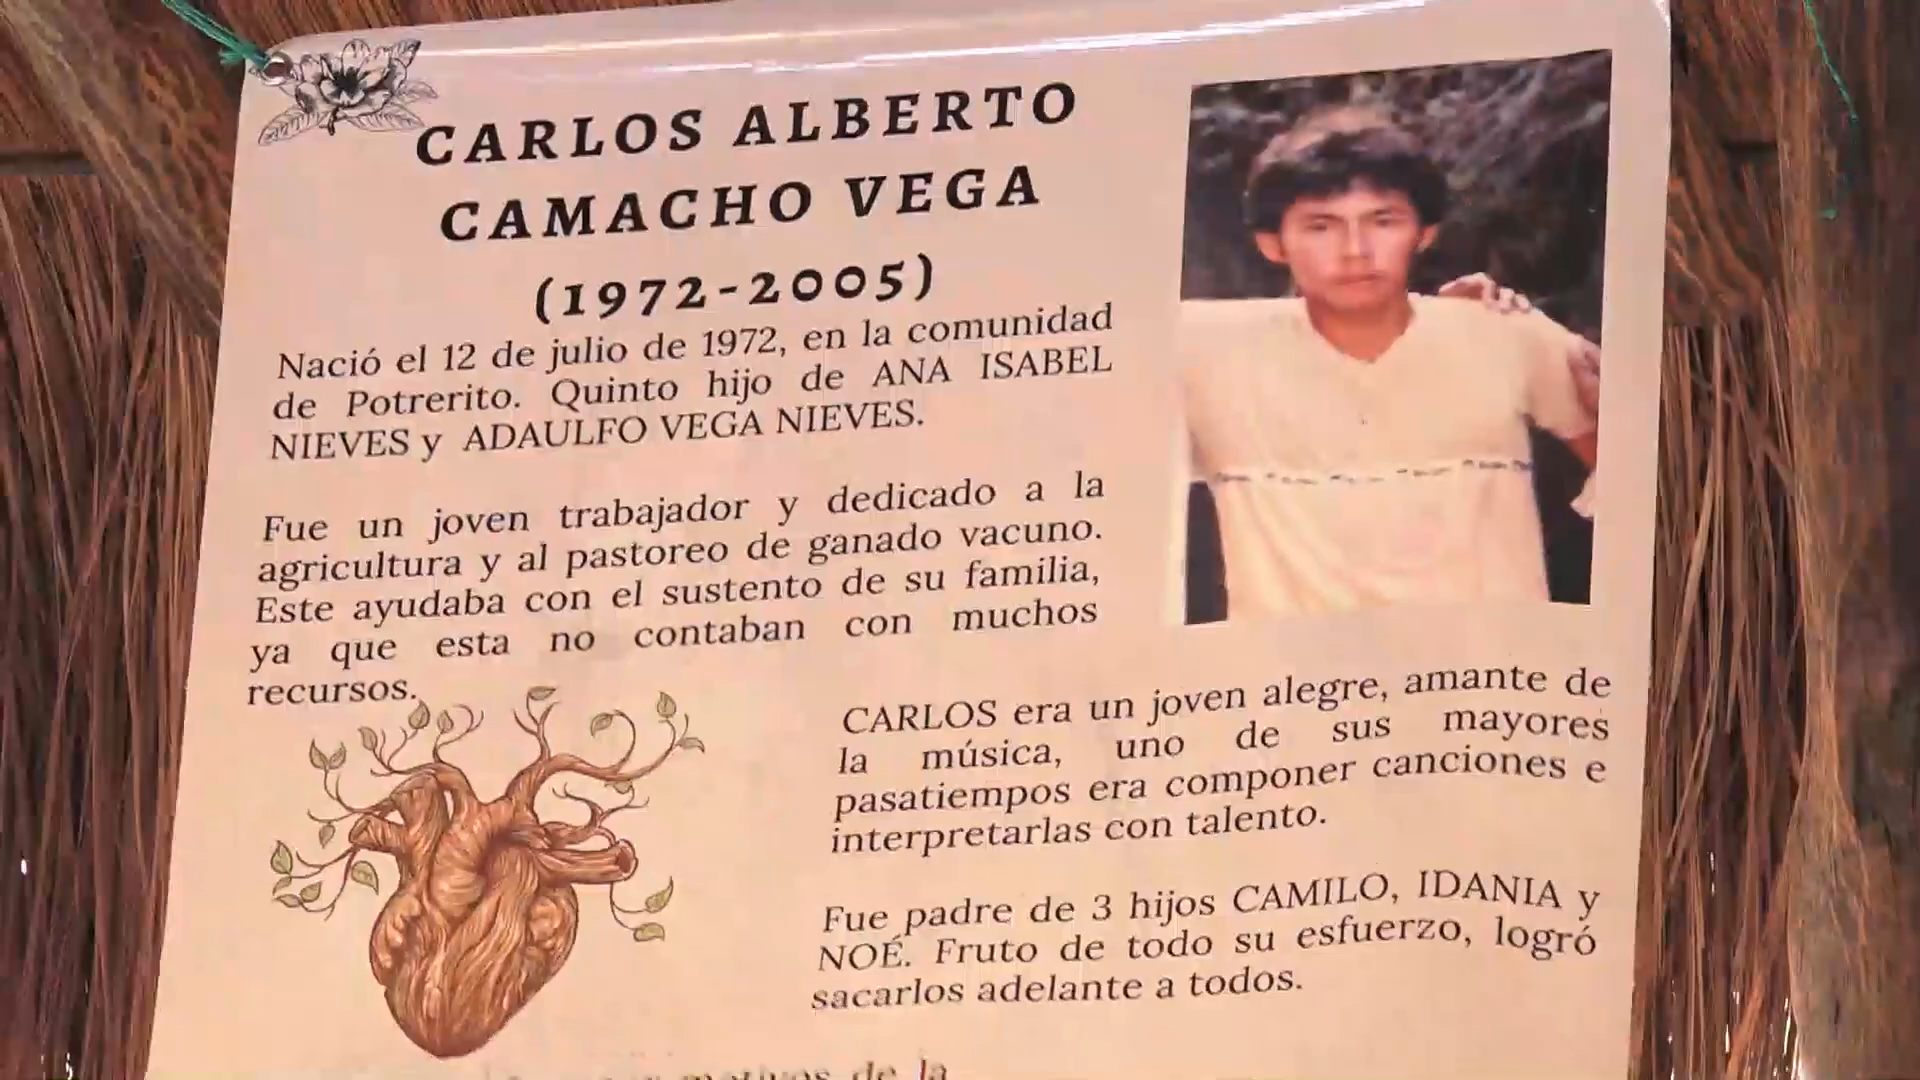 CARLOS ALBERTO
CAMACHO VEGA
(1972-2005)
Nació el 12 de julio de 1972, en la comunidad
de Potrerito. Quinto hijo de ANA ISABEL
NIEVES y ADAULFO VEGA NIEVES.
Fue un joven trabajador y dedicado a la
agricultura y al pastoreo de ganado vacuno.
Este ayudaba con el sustento de su familia,
ya que esta no contaban con muchos
recursos.
CARLOS era un joven alegre, amante de
la música, uno de sus mayores
pasatiempos era componer canciones e
interpretarlas con talento.
Fue padre de 3 hijos CAMILO, IDANIA y
NOÉ. Fruto de todo su esfuerzo, logró
sacarlos adelante a todos.
motivos de la